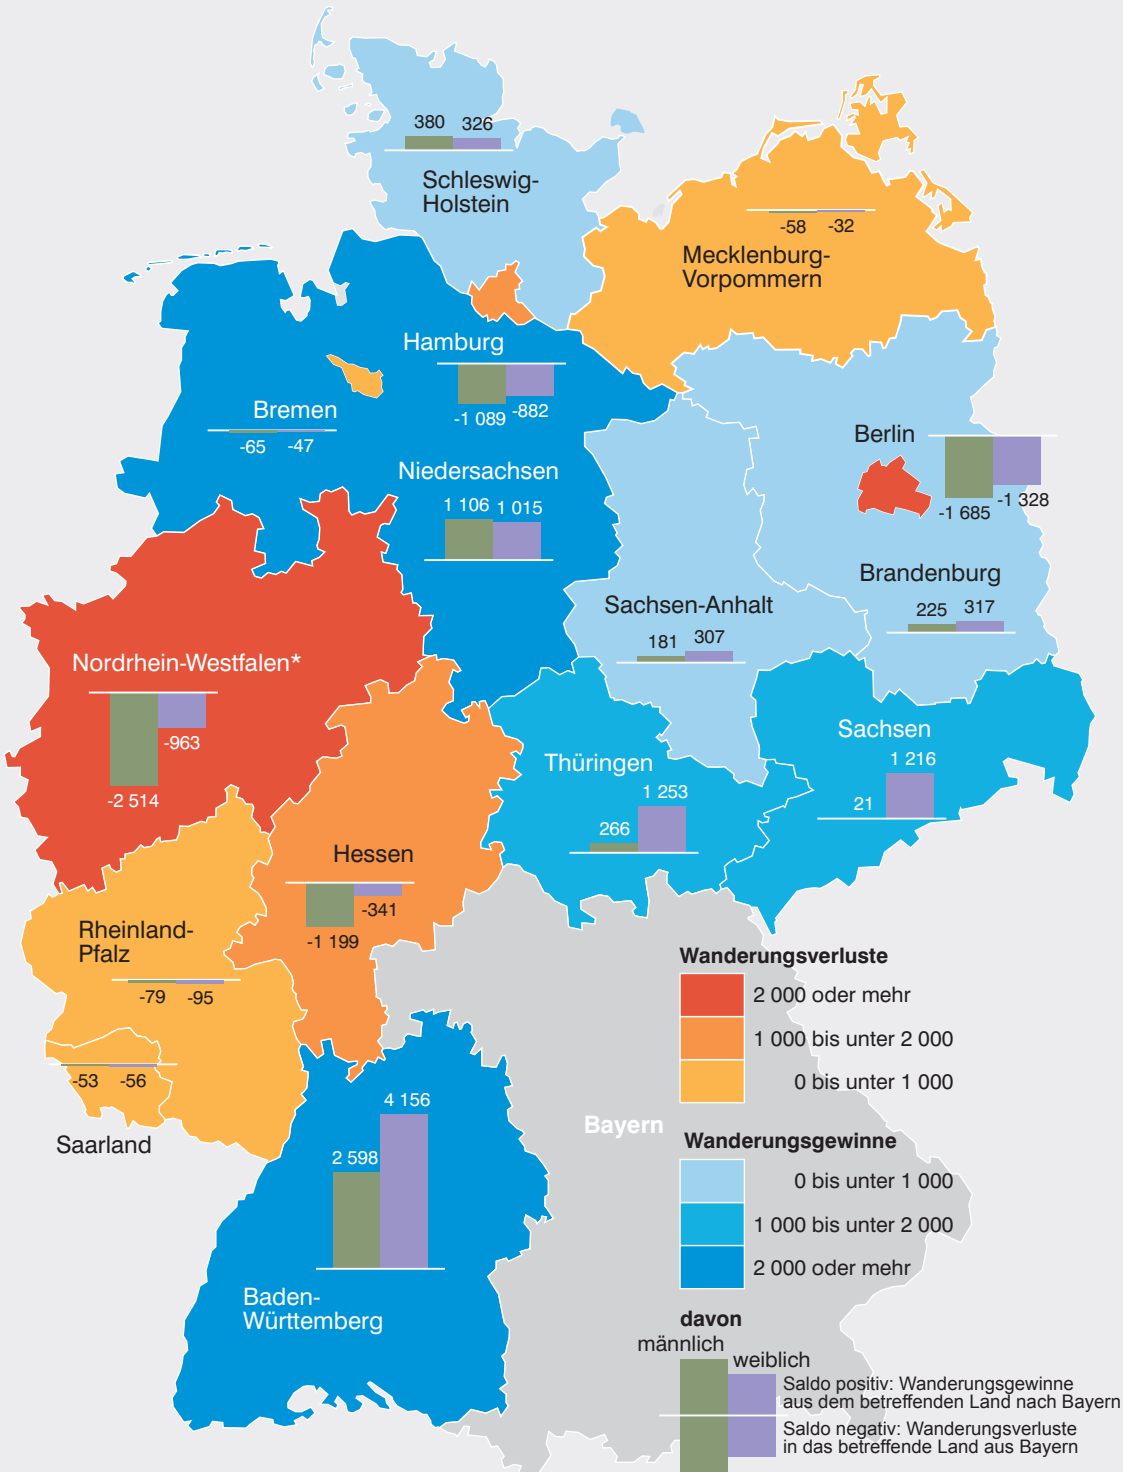 380 326
Schleswig-
Holstein
-58 -32
Mecklenburg-
Vorpommern
Hamburg
-1 089 -882
Bremen
-65 -47
Berlin
-1 685 -1 328
Niedersachsen
1 106 1 015
Brandenburg
225 317
Sachsen-Anhalt
181 307
Nordrhein-Westfalen*
-963
-2 514
Sachsen
1 216
21
Thüringen
1 253
266
Hessen
-341
-1 199
Rheinland-
Pfalz
-79 -95
-53 -56
Saarland
4 156
2 598
Baden-
Württemberg
Bayern
Wanderungsverluste
2 000 oder mehr
1 000 bis unter 2 000
0 bis unter 1 000
Wanderungsgewinne
0 bis unter 1 000
1 000 bis unter 2 000
2 000 oder mehr
davon
männlich
weiblich
Saldo positiv: Wanderungsgewinne
aus dem betreffenden Land nach Bayern
Saldo negativ: Wanderungsverluste
in das betreffende Land aus Bayern